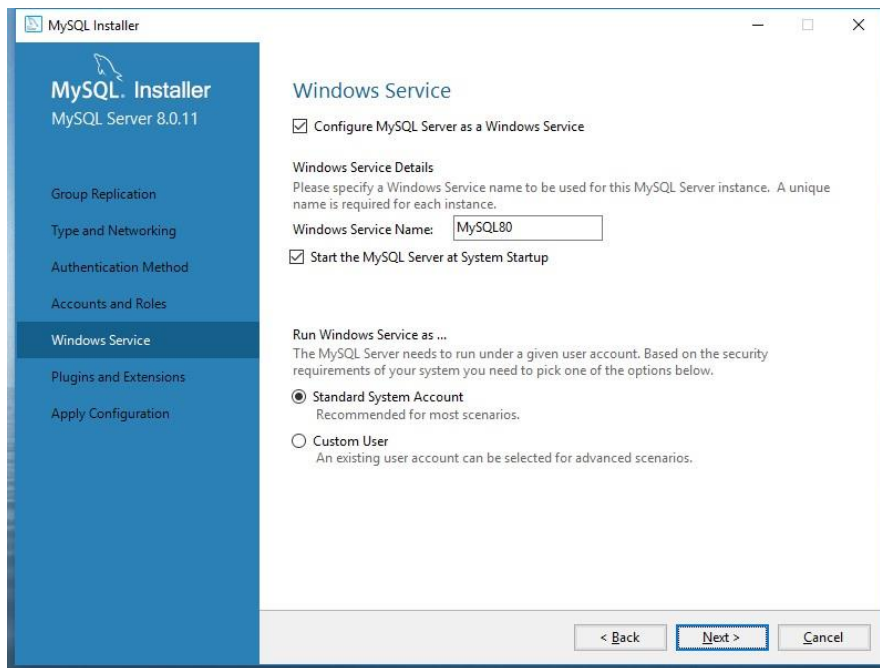 MySQL Installer
MySQL. Installer
MySQL Server 8.0.11
Group Replication
Type and Networking
Authentication Method
Accounts and Roles
Windows Service
Plugins and Extensions
Apply Configuration
Windows Service
Configure MySQL Server as a Windows Service
Windows Service Details
Please specify a Windows Service name to be used for this MySQL Server instance. A unique
name is required for each instance.
Windows Service Name: MySQL80
Start the MySQL Server at System Startup
Run Windows Service as ...
The MySQL Server needs to run under a given user account. Based on the security
requirements of your system you need to pick one of the options below.
Standard System Account
Recommended for most scenarios.
Custom User
An existing user account can be selected for advanced scenarios.
< Back Next > Cancel